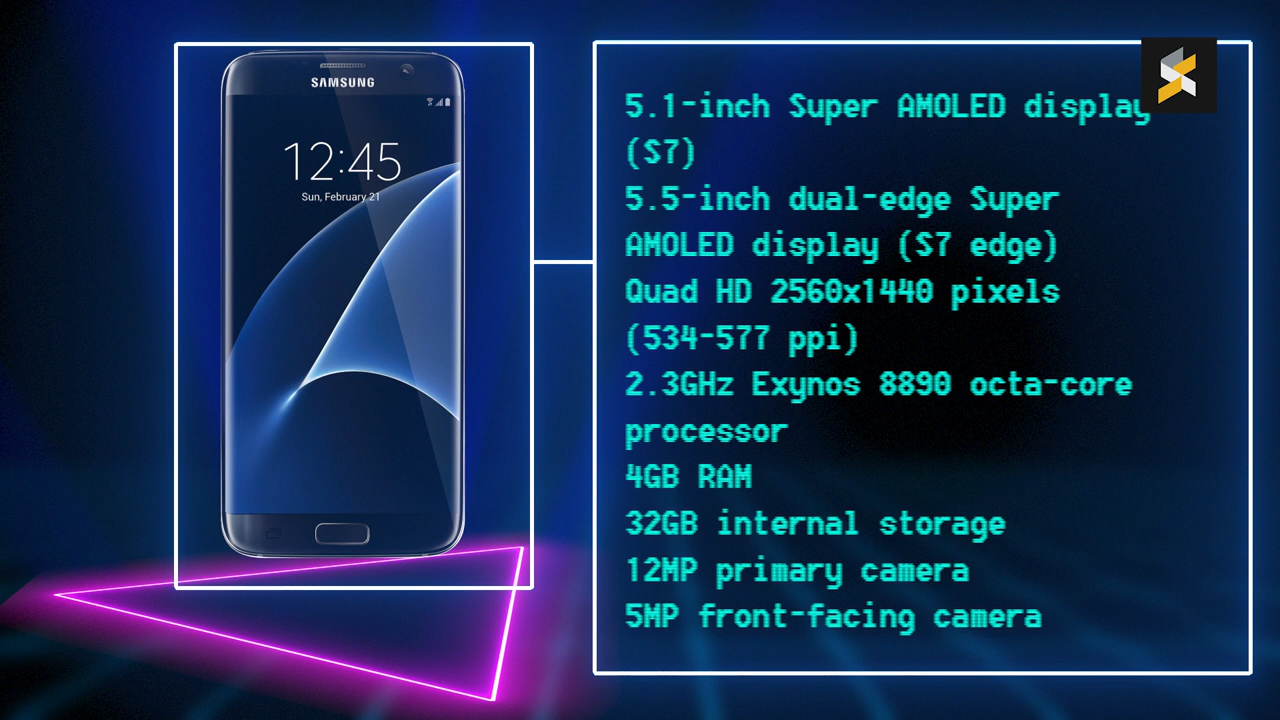 SAMSUNG
12:45
Sun, February 21
5.1-inch Super AMOLED display
(S7)
5.5-inch dual-edge Super
AMOLED display (S7 edge)
Quad HD 2560x1440 pixels
(534-577 ppi)
2.3GHz Exynos 8890 octa-core
processor
4GB RAM
32GB internal storage
12MP primary camera
5MP front-facing camera